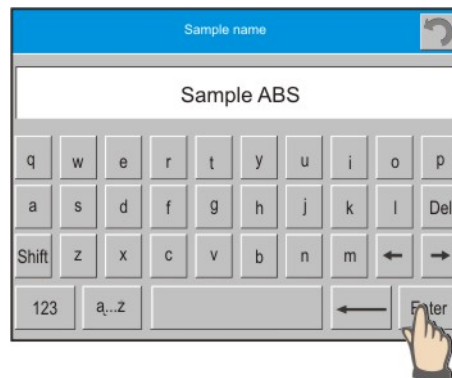 Sample name
Sample ABS
q w e r t y u i o p
a s d f g h j k l Del
Shift z x c v b n m ← →
123 ą...ż ← Enter